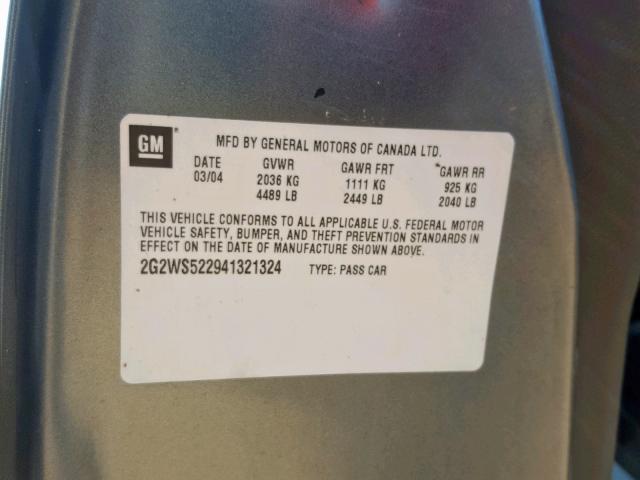 GM
MFD BY GENERAL MOTORS OF CANADA LTD.
DATE GVWR GAWR FRT GAWR RR
03/04 2036 KG 1111 KG 925 KG
4489 LB 2449 LB 2040 LB
THIS VEHICLE CONFORMS TO ALL APPLICABLE U.S. FEDERAL MOTOR
VEHICLE SAFETY, BUMPER, AND THEFT PREVENTION STANDARDS IN
EFFECT ON THE DATE OF MANUFACTURE SHOWN ABOVE.
2G2WS522941321324 TYPE: PASS CAR